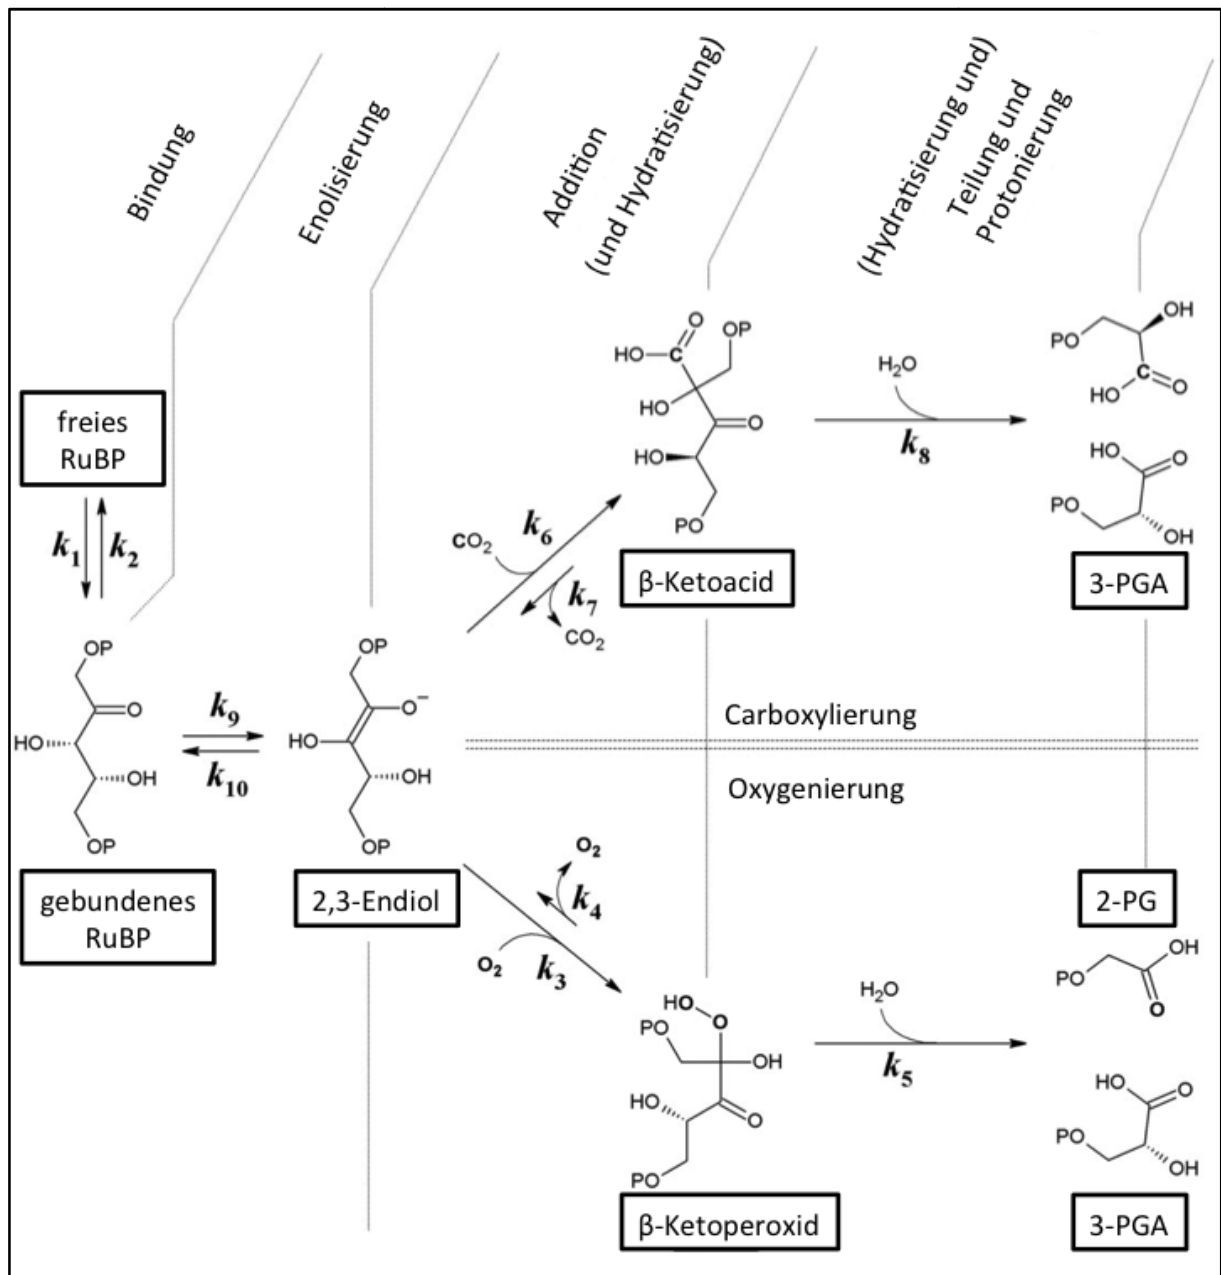 Bindung
Enolisierung
Addition
(und Hydratisierung)
(Hydratisierung und)
Teilung und
Protonierung
freies
RuBP
k1
k2
OP
O
HO
OH
OP
gebundenes
RuBP
k9
k10
OP
O−
HO
OH
OP
2,3-Endiol
CO2
k6
k7
CO2
O
HO
C
OP
HO
O
HO
PO
β-Ketoacid
H2O
k8
OH
PO
C
HO
O
HO
O
PO
OH
3-PGA
Carboxylierung
Oxygenierung
O2
k4
O2
k3
HO
O
PO
OH
HO
O
PO
β-Ketoperoxid
H2O
k5
2-PG
OH
PO
O
HO
O
PO
OH
3-PGA